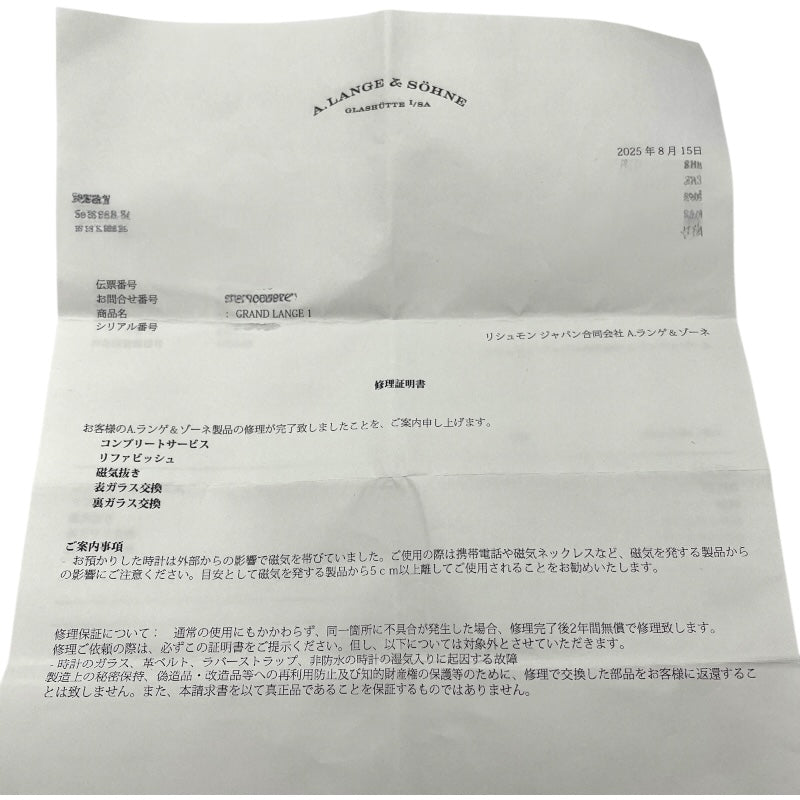 A. LANGE & SÖHNE
GLASHÜTTE I/SA
2025 年 8 月 15日
伝票番号
お問合せ番号
商品名 : GRAND LANGE 1
シリアル番号
リシュモン ジャパン合同会社 A.ランゲ＆ゾーネ
修理証明書
お客様のA.ランゲ＆ゾーネ製品の修理が完了致しましたことを、ご案内申し上げます。
コンプリートサービス
リファビッシュ
磁気抜き
表ガラス交換
裏ガラス交換
ご案内事項
- お預かりした時計は外部からの影響で磁気を帯びていました。ご使用の際は携帯電話や磁気ネックレスなど、磁気を発する製品から
の影響にご注意ください。目安として磁気を発する製品から5ｃｍ以上離してご使用されることをお勧めいたします。
修理保証について： 通常の使用にもかかわらず、同一箇所に不具合が発生した場合、修理完了後2年間無償で修理致します。
修理ご依頼の際は、必ずこの証明書をご提示ください。但し、以下については対象外とさせていただきます。
- 時計のガラス、革ベルト、ラバーストラップ、非防水の時計の湿気入りに起因する故障
製造上の秘密保持、偽造品・改造品等への再利用防止及び知的財産権の保護等のために、修理で交換した部品をお客様に返還するこ
とは致しません。また、本請求書を以て真正品であることを保証するものではありません。